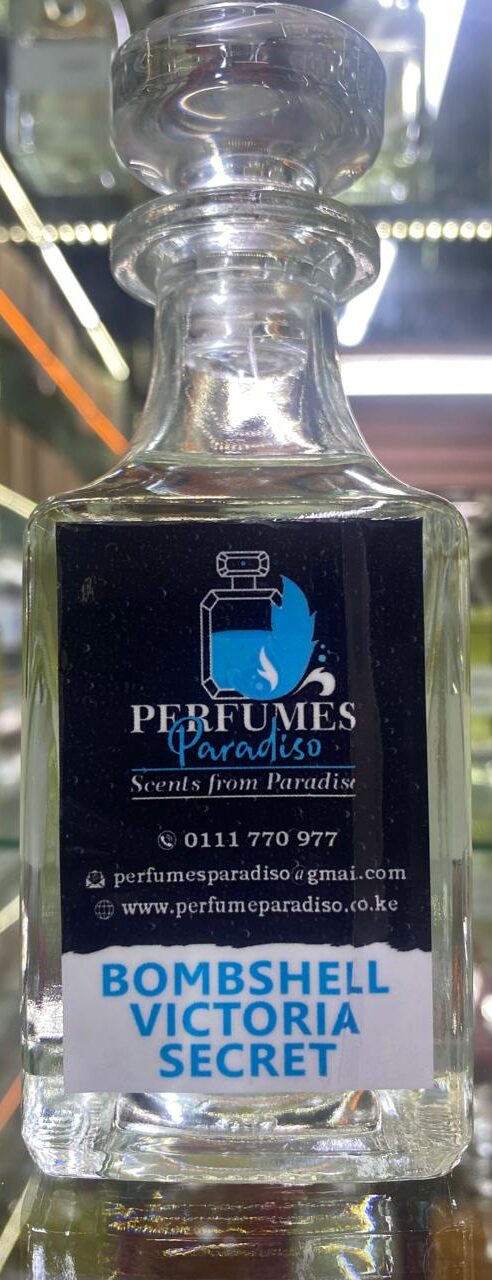 PERFUMES
Paradiso
Scents from Paradise
0111 770 977
perfumesparadiso@gmai.com
www.perfumeparadiso.co.ke
BOMBSHELL
VICTORIA
SECRET